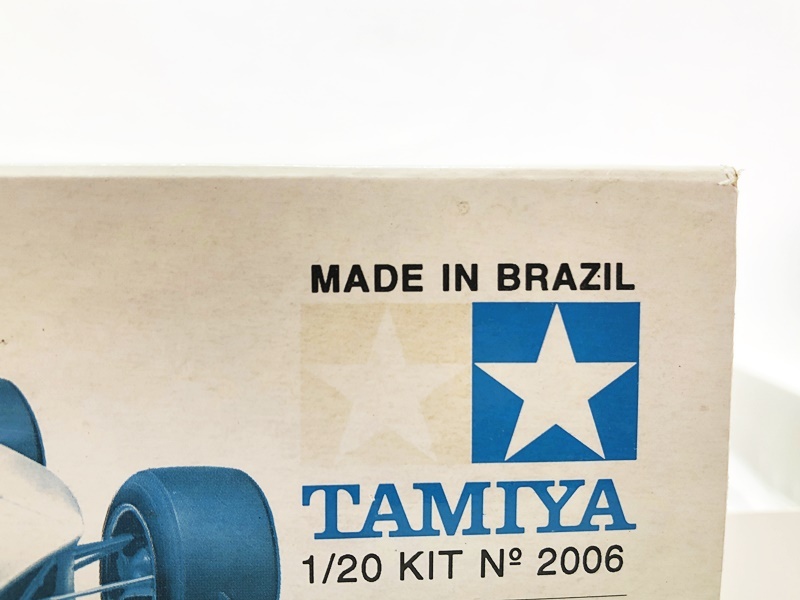 MADE IN BRAZIL
TAMIYA
1/20 KIT Nº 2006